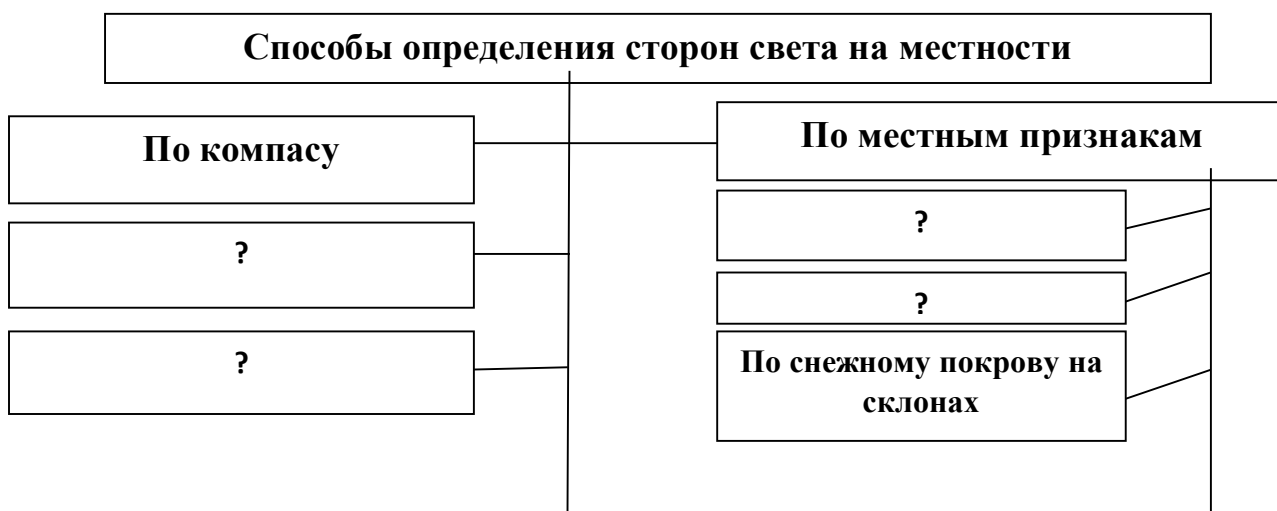 Способы определения сторон света на местности
По компасу
По местным признакам
?
?
?
?
По снежному покрову на
склонах